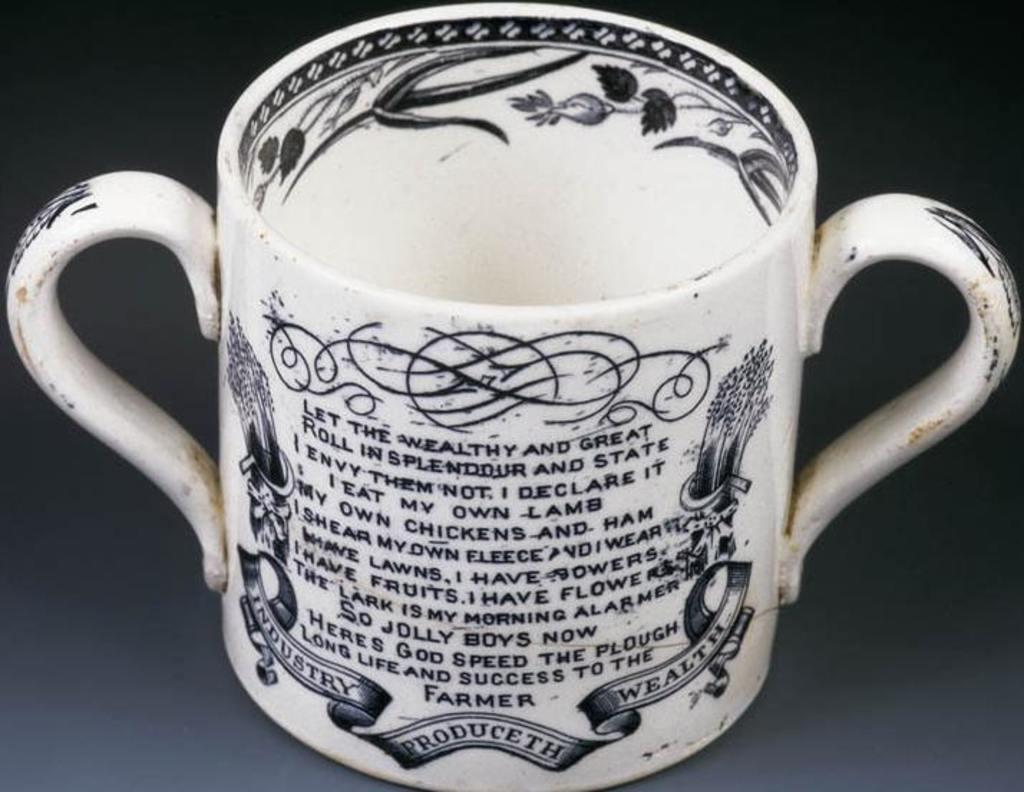 LET THE WEALTHY AND GREAT
ROLL IN SPLENDOUR AND STATE
I ENVY THEM NOT, I DECLARE IT
I EAT MY OWN LAMB
MY OWN CHICKENS AND HAM
I SHEAR MY OWN FLEECE AND I WEAR IT
I HAVE LAWNS, I HAVE BOWERS
I HAVE FRUITS, I HAVE FLOWERS
THE LARK IS MY MORNING ALARMER
SO JOLLY BOYS NOW
HERES GOD SPEED THE PLOUGH
LONG LIFE AND SUCCESS TO THE
FARMER
INDUSTRY
PRODUCETH
WEALTH